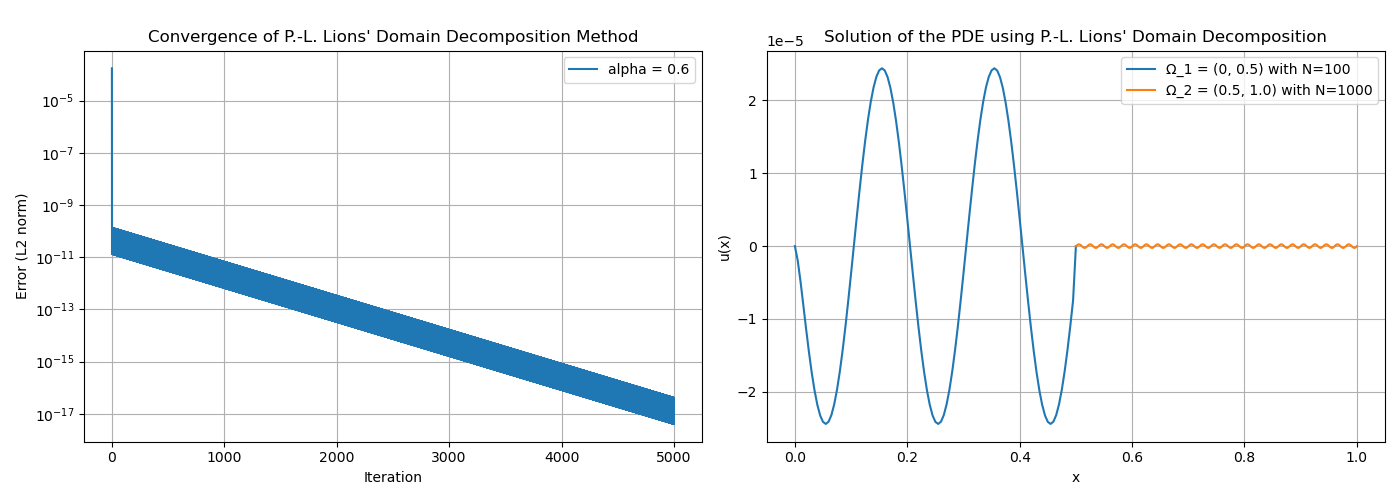 Convergence of P.-L. Lions' Domain Decomposition Method
alpha = 0.6
10⁻⁵
10⁻⁷
10⁻⁹
10⁻¹¹
10⁻¹³
10⁻¹⁵
10⁻¹⁷
Error (L2 norm)
0 1000 2000 3000 4000 5000
Iteration
1e−5
Solution of the PDE using P.-L. Lions' Domain Decomposition
Ω_1 = (0, 0.5) with N=100
Ω_2 = (0.5, 1.0) with N=1000
2
1
0
−1
−2
u(x)
0.0 0.2 0.4 0.6 0.8 1.0
x